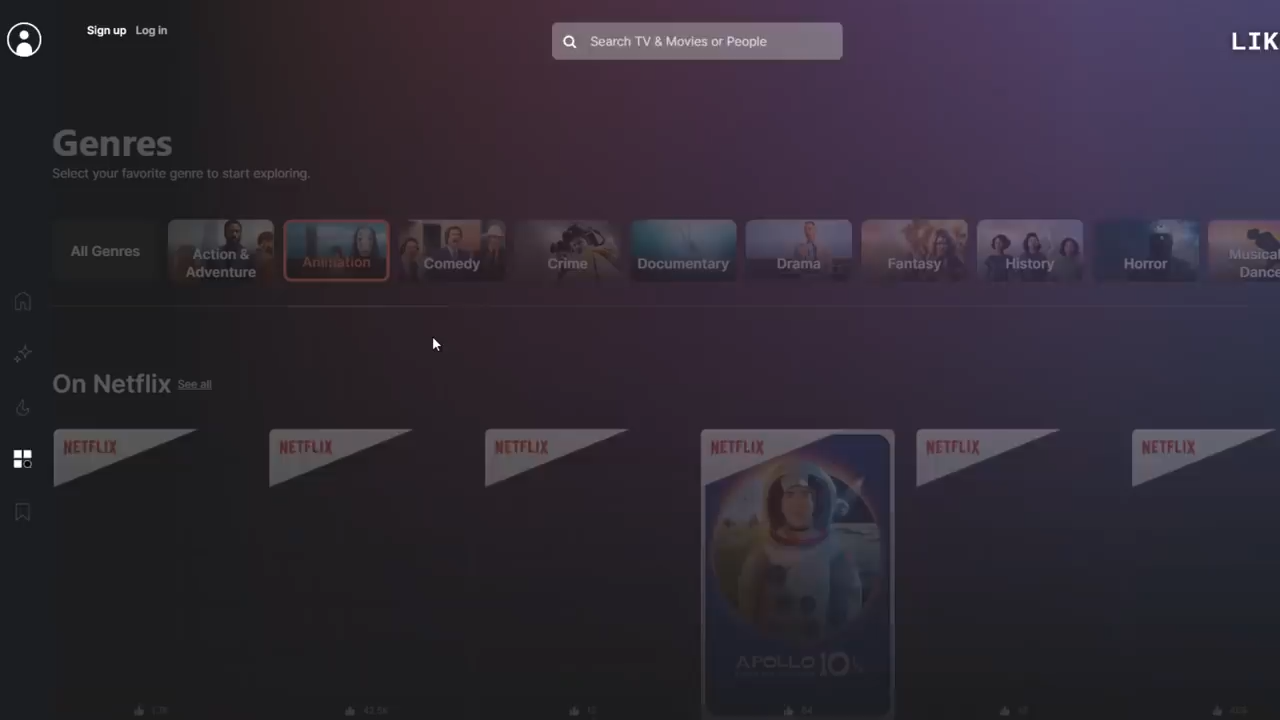 Sign up Log in
Search TV & Movies or People
LIK
Genres
Select your favorite genre to start exploring.
All Genres
Action &
Adventure
Animation
Comedy
Crime
Documentary
Drama
Fantasy
History
Horror
Musical
Dance
On Netflix See all
NETFLIX
NETFLIX
NETFLIX
NETFLIX
NETFLIX
NETFLIX
APOLLO 10½
84